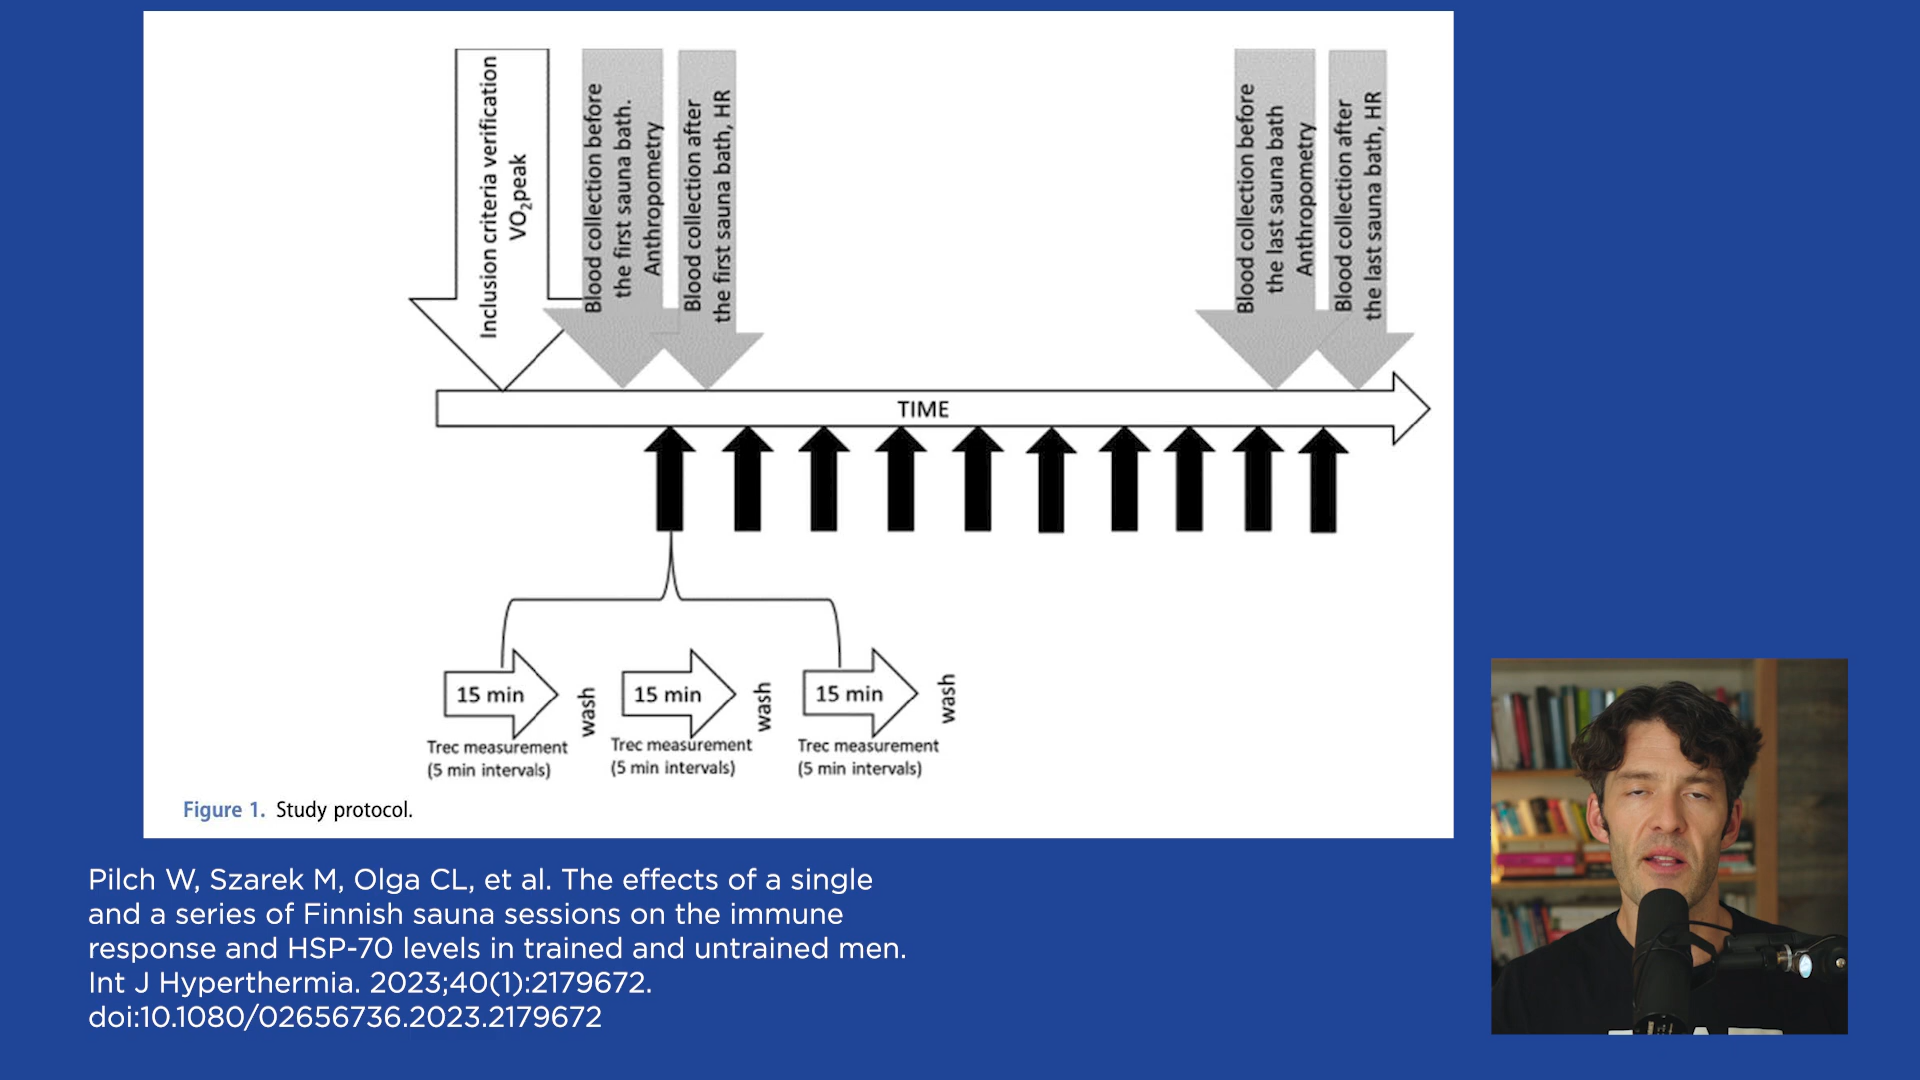 Inclusion criteria verification
VO2peak
Blood collection before
the first sauna bath.
Anthropometry
Blood collection after
the first sauna bath, HR
Blood collection before
the last sauna bath
Anthropometry
Blood collection after
the last sauna bath, HR
TIME
15 min
wash
15 min
wash
15 min
wash
Trec measurement
(5 min intervals)
Trec measurement
(5 min intervals)
Trec measurement
(5 min intervals)
Figure 1. Study protocol.
Pilch W, Szarek M, Olga CL, et al. The effects of a single
and a series of Finnish sauna sessions on the immune
response and HSP-70 levels in trained and untrained men.
Int J Hyperthermia. 2023;40(1):2179672.
doi:10.1080/02656736.2023.2179672